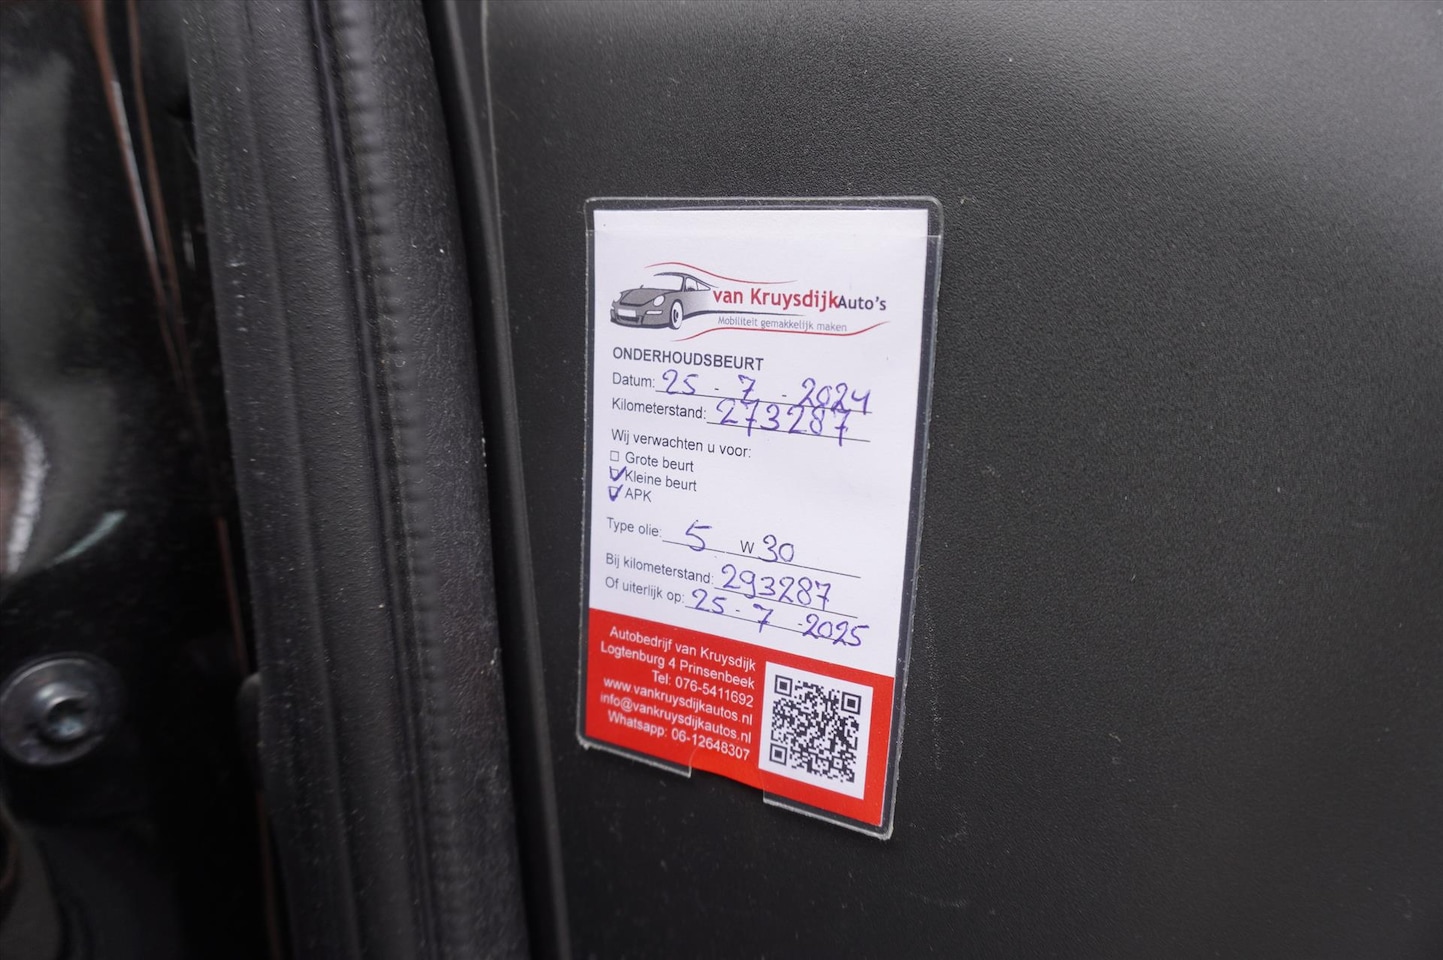 van Kruysdijk Auto's
Mobiliteit gemakkelijk maken
ONDERHOUDSBEURT
Datum: 25 - 7 - 2024
Kilometerstand: 273287
Wij verwachten u voor:
☐ Grote beurt
☑ Kleine beurt
☑ APK
Type olie: 5 W 30
Bij kilometerstand: 293287
Of uiterlijk op: 25 - 7 - 2025
Autobedrijf van Kruysdijk
Logtenburg 4 Prinsenbeek
Tel: 076-5411692
www.vankruysdijkautos.nl
info@vankruysdijkautos.nl
Whatsapp: 06-12648307